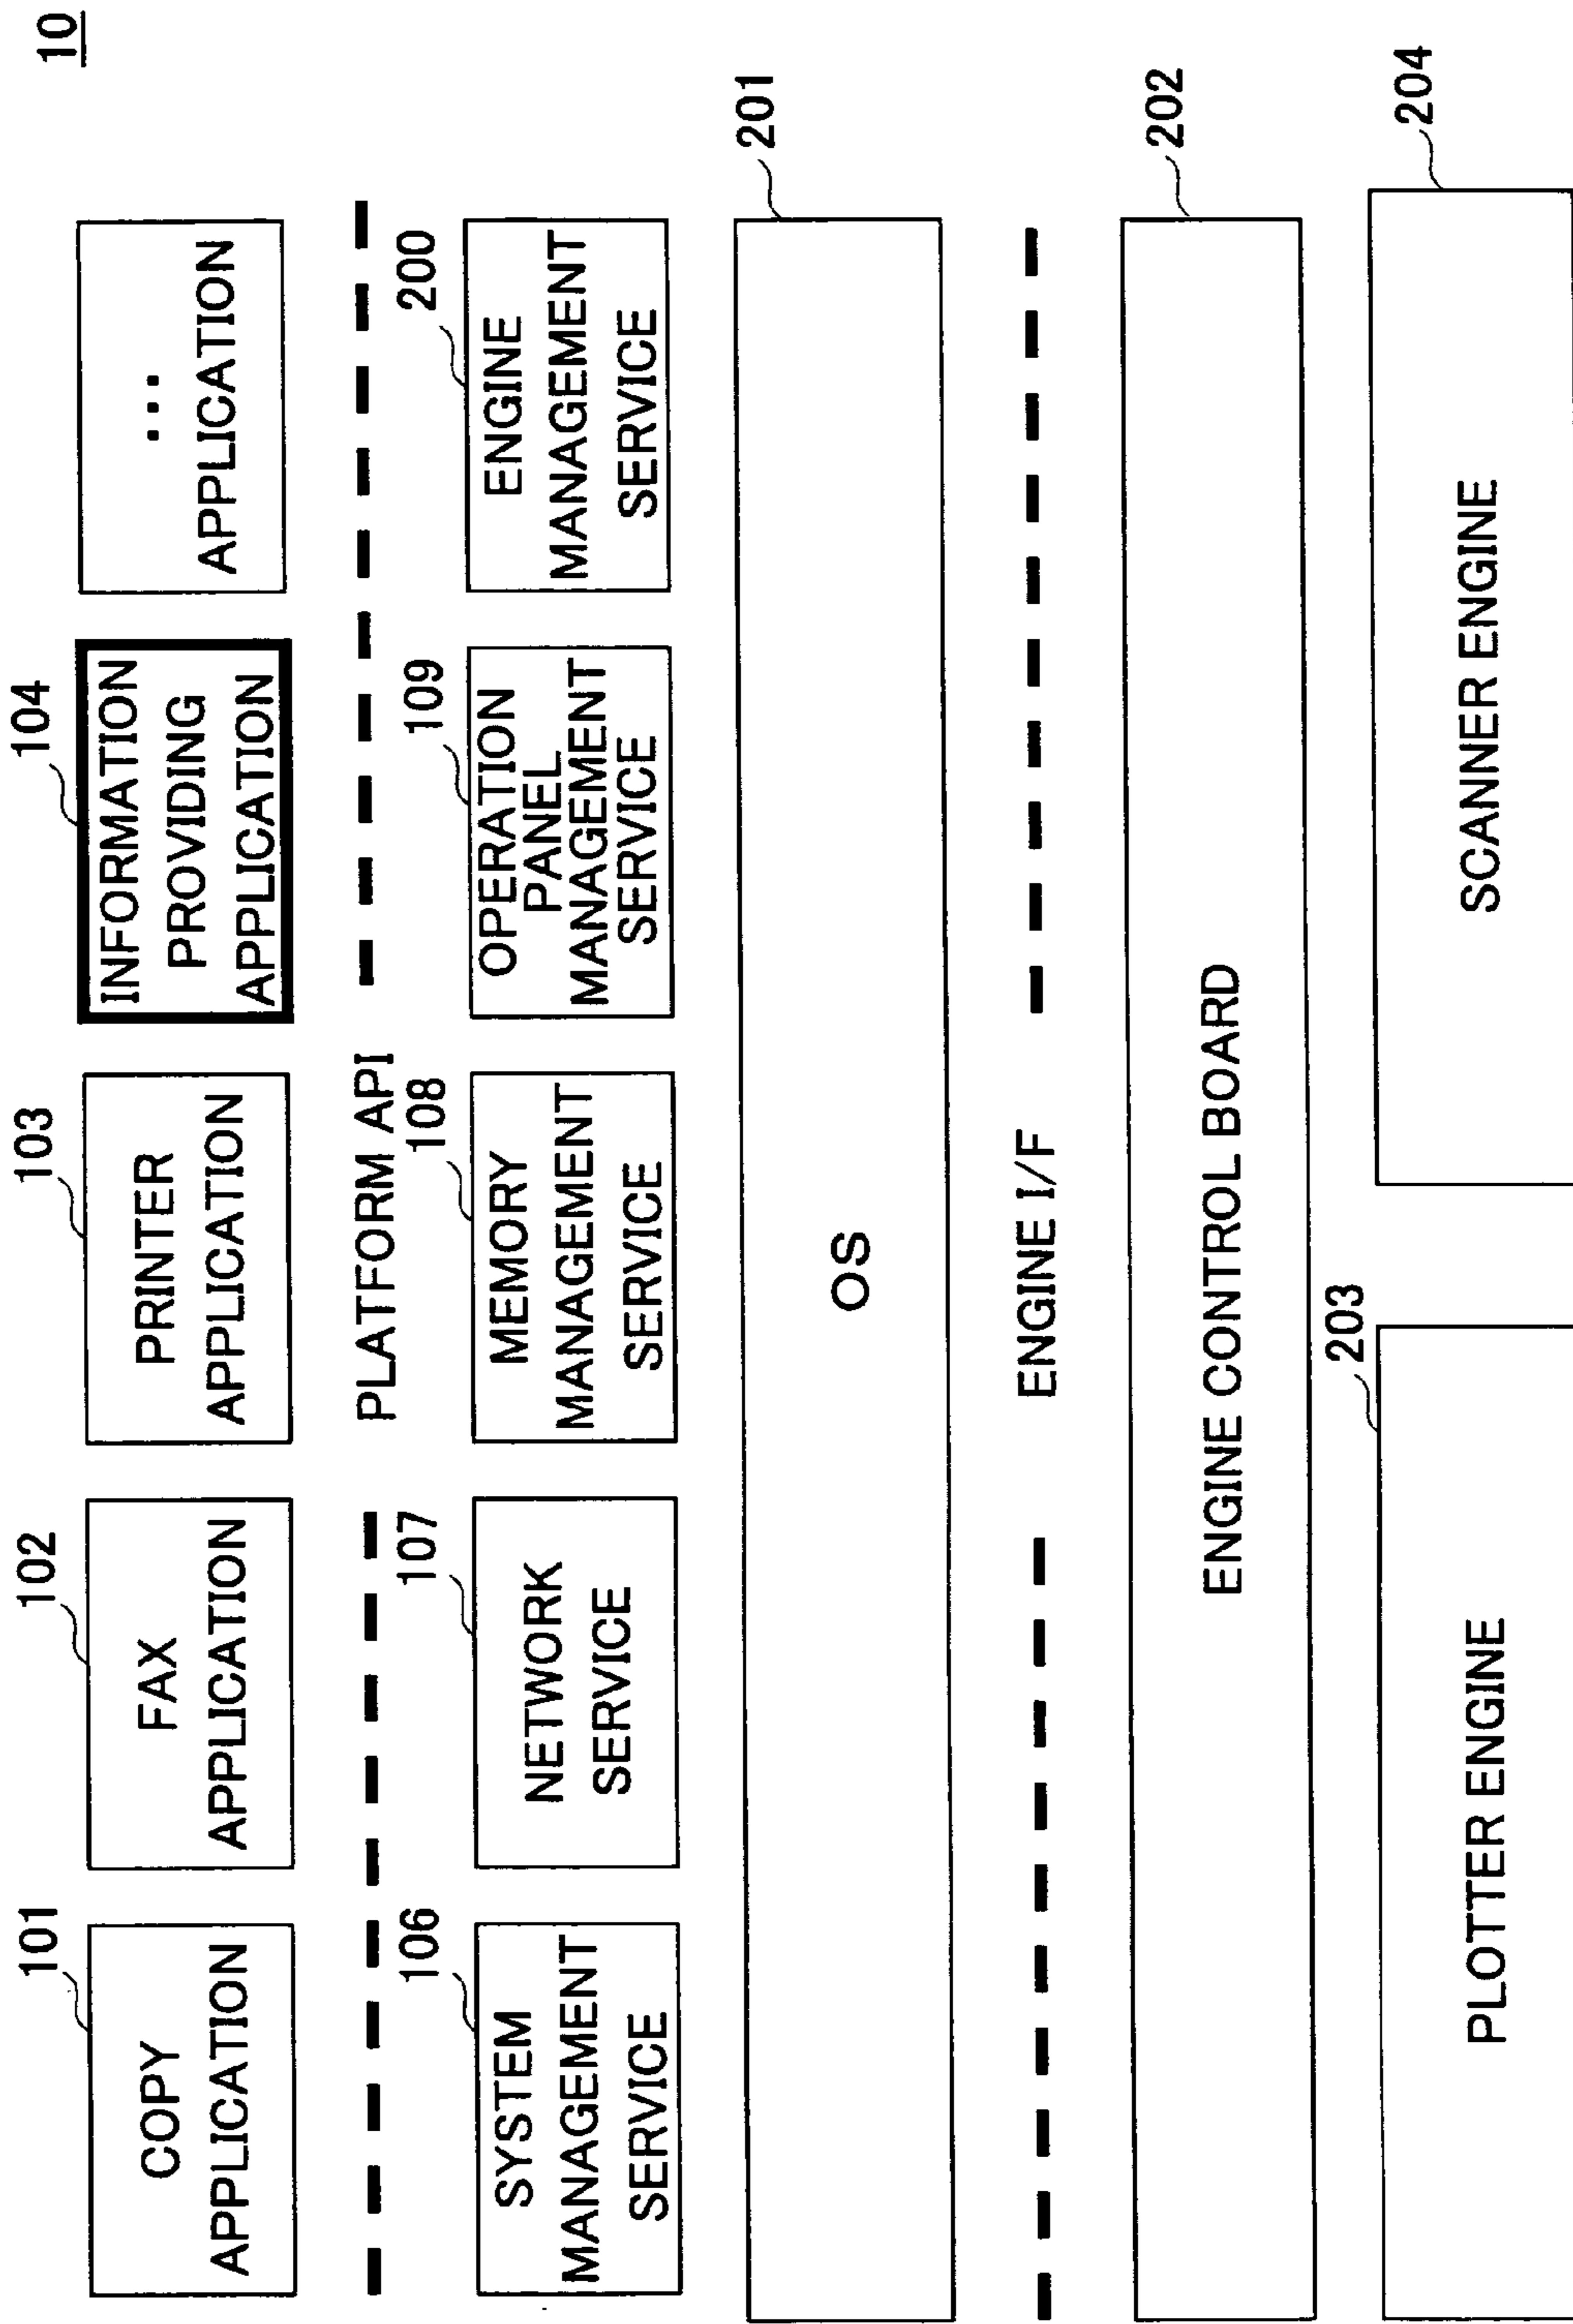 10
101
COPY
APPLICATION
102
FAX
APPLICATION
103
PRINTER
APPLICATION
104
INFORMATION
PROVIDING
APPLICATION
...
APPLICATION
PLATFORM API
106
SYSTEM
MANAGEMENT
SERVICE
107
NETWORK
SERVICE
108
MEMORY
MANAGEMENT
SERVICE
109
OPERATION
PANEL
MANAGEMENT
SERVICE
200
ENGINE
MANAGEMENT
SERVICE
201
OS
ENGINE I/F
202
ENGINE CONTROL BOARD
203
PLOTTER ENGINE
204
SCANNER ENGINE